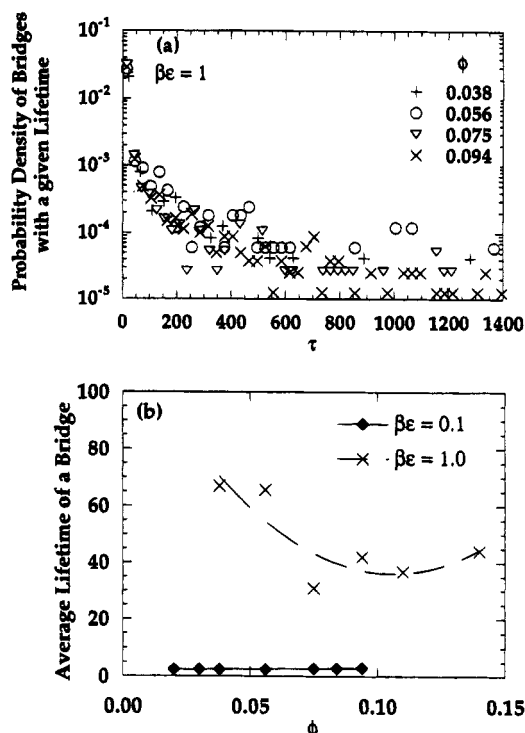 Probability Density of Bridges
with a given Lifetime
10⁻¹
10⁻²
10⁻³
10⁻⁴
10⁻⁵
(a)
βε = 1
ϕ
+ 0.038
○ 0.056
▽ 0.075
× 0.094
0 200 400 600 800 1000 1200 1400
τ
Average Lifetime of a Bridge
100
80
60
40
20
0
(b)
βε = 0.1
βε = 1.0
0.00 0.05 0.10 0.15
ϕ